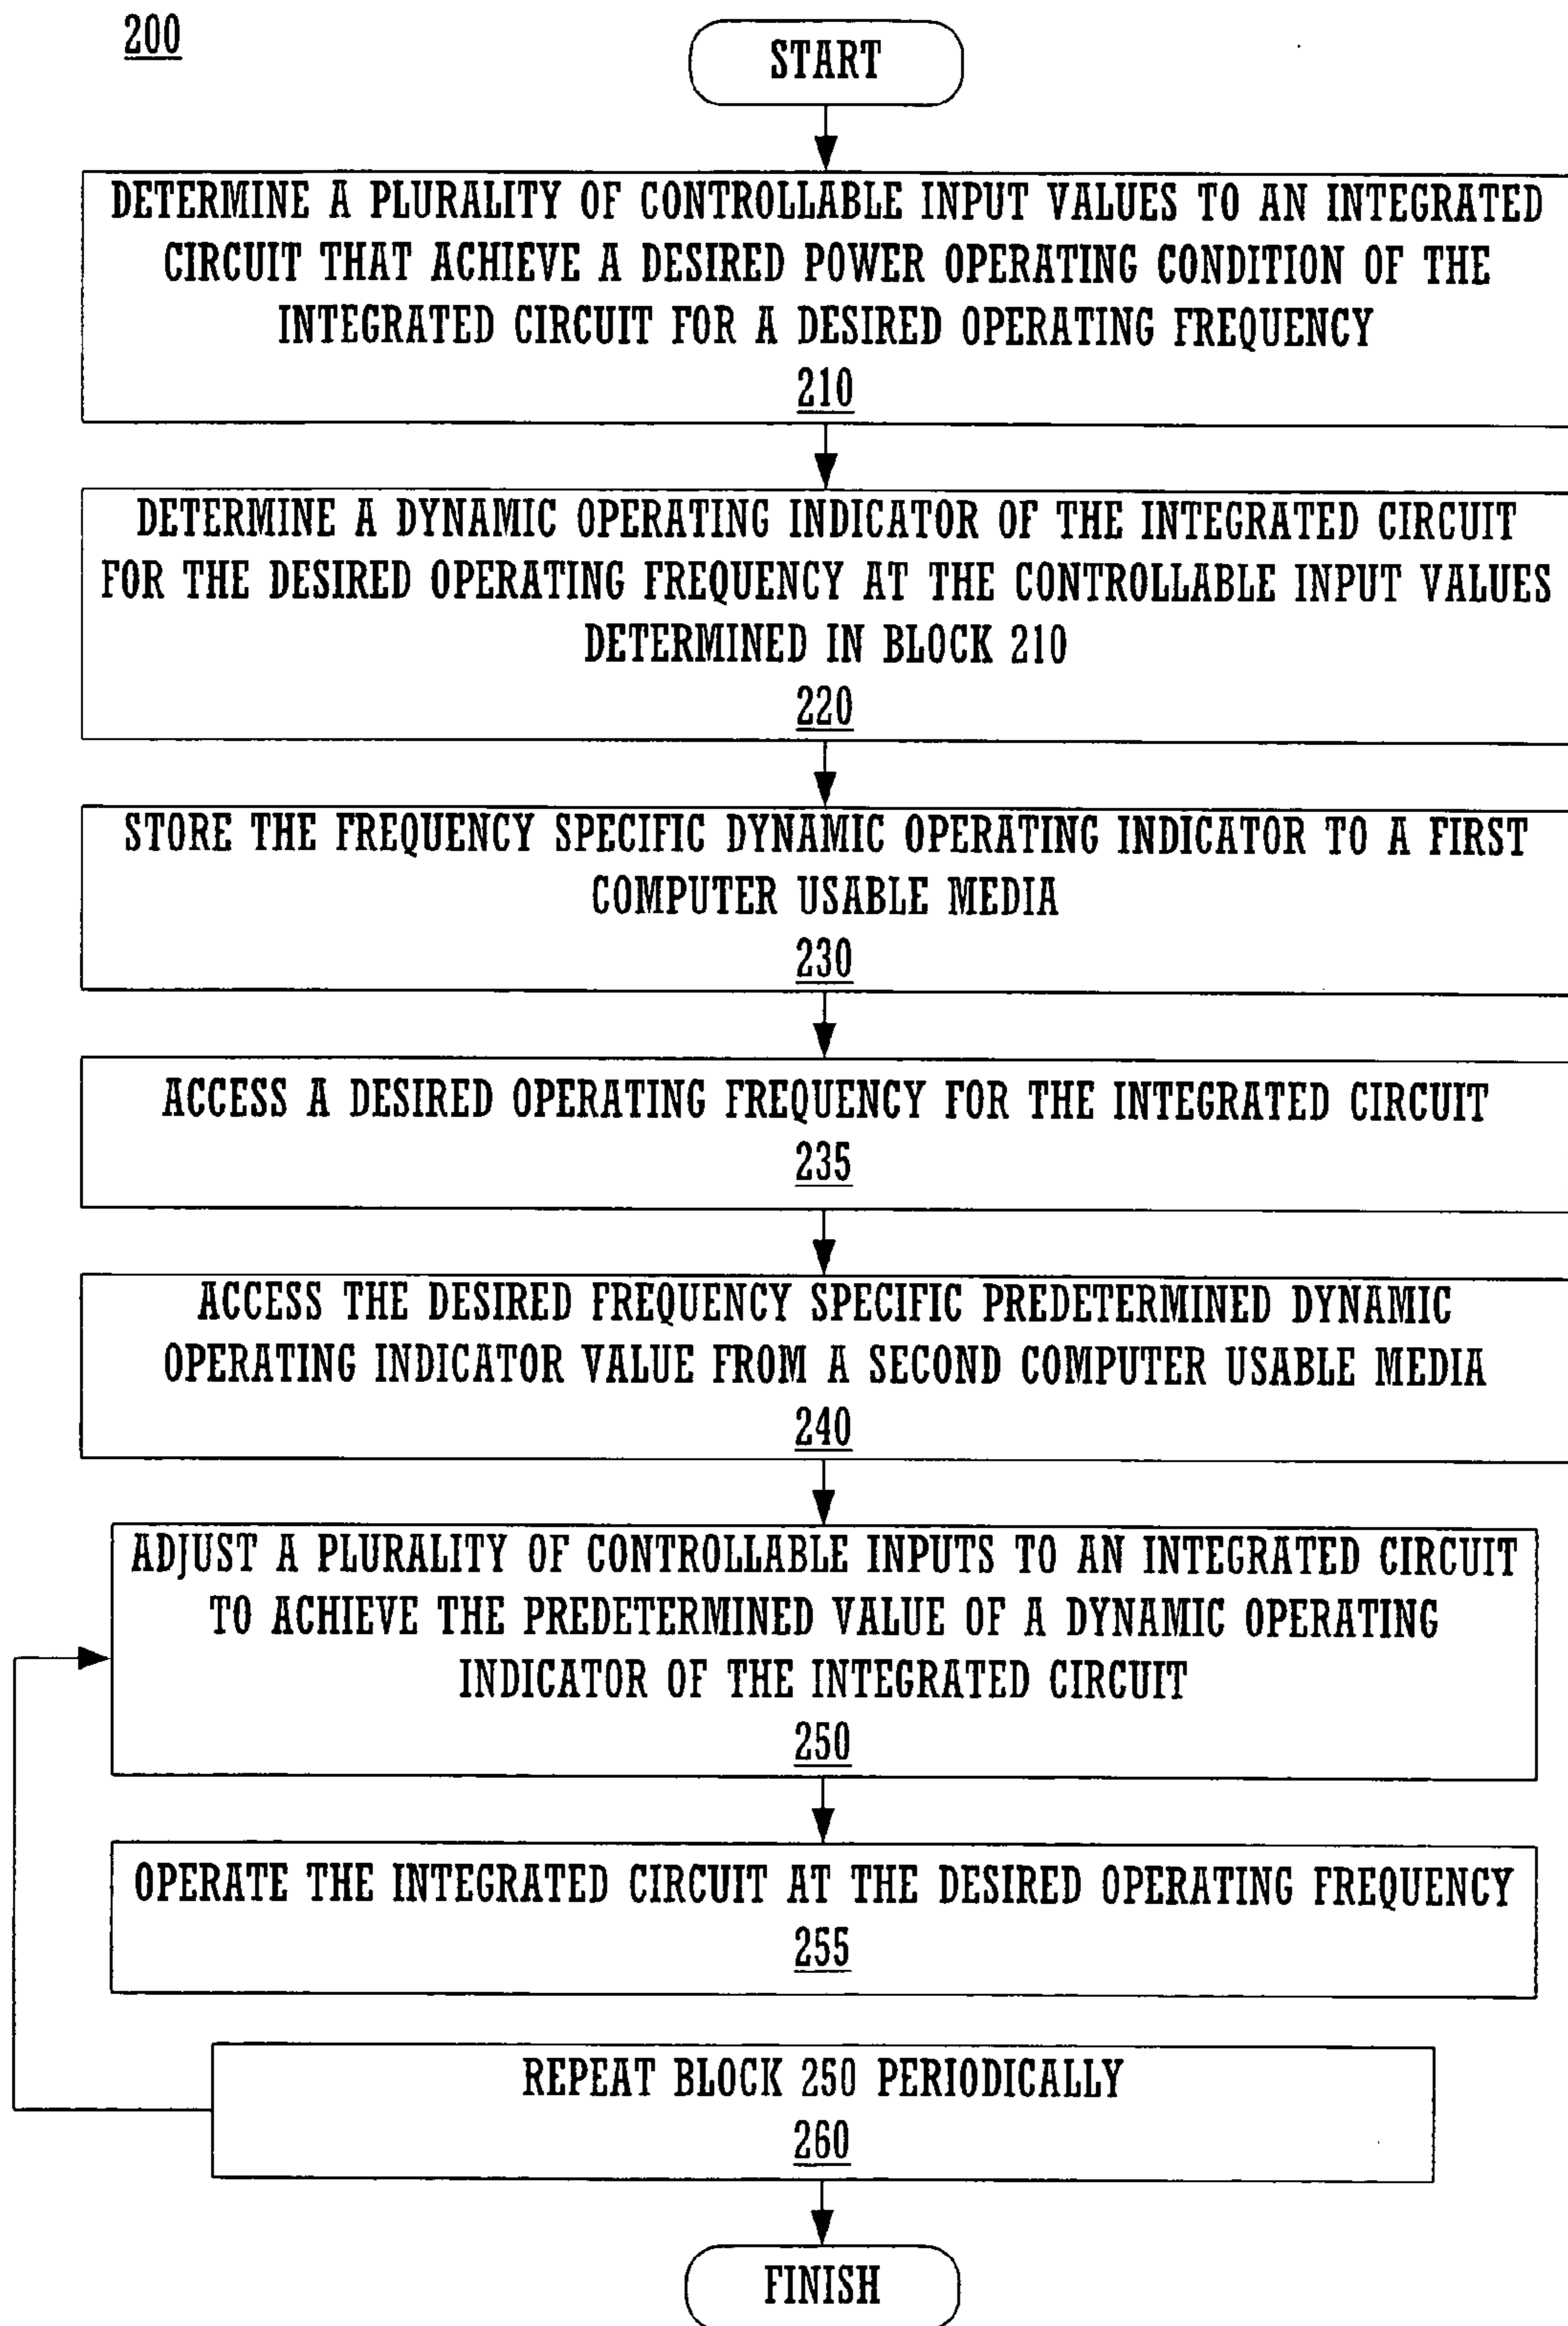 200
START
DETERMINE A PLURALITY OF CONTROLLABLE INPUT VALUES TO AN INTEGRATED
CIRCUIT THAT ACHIEVE A DESIRED POWER OPERATING CONDITION OF THE
INTEGRATED CIRCUIT FOR A DESIRED OPERATING FREQUENCY
210
DETERMINE A DYNAMIC OPERATING INDICATOR OF THE INTEGRATED CIRCUIT
FOR THE DESIRED OPERATING FREQUENCY AT THE CONTROLLABLE INPUT VALUES
DETERMINED IN BLOCK 210
220
STORE THE FREQUENCY SPECIFIC DYNAMIC OPERATING INDICATOR TO A FIRST
COMPUTER USABLE MEDIA
230
ACCESS A DESIRED OPERATING FREQUENCY FOR THE INTEGRATED CIRCUIT
235
ACCESS THE DESIRED FREQUENCY SPECIFIC PREDETERMINED DYNAMIC
OPERATING INDICATOR VALUE FROM A SECOND COMPUTER USABLE MEDIA
240
ADJUST A PLURALITY OF CONTROLLABLE INPUTS TO AN INTEGRATED CIRCUIT
TO ACHIEVE THE PREDETERMINED VALUE OF A DYNAMIC OPERATING
INDICATOR OF THE INTEGRATED CIRCUIT
250
OPERATE THE INTEGRATED CIRCUIT AT THE DESIRED OPERATING FREQUENCY
255
REPEAT BLOCK 250 PERIODICALLY
260
FINISH